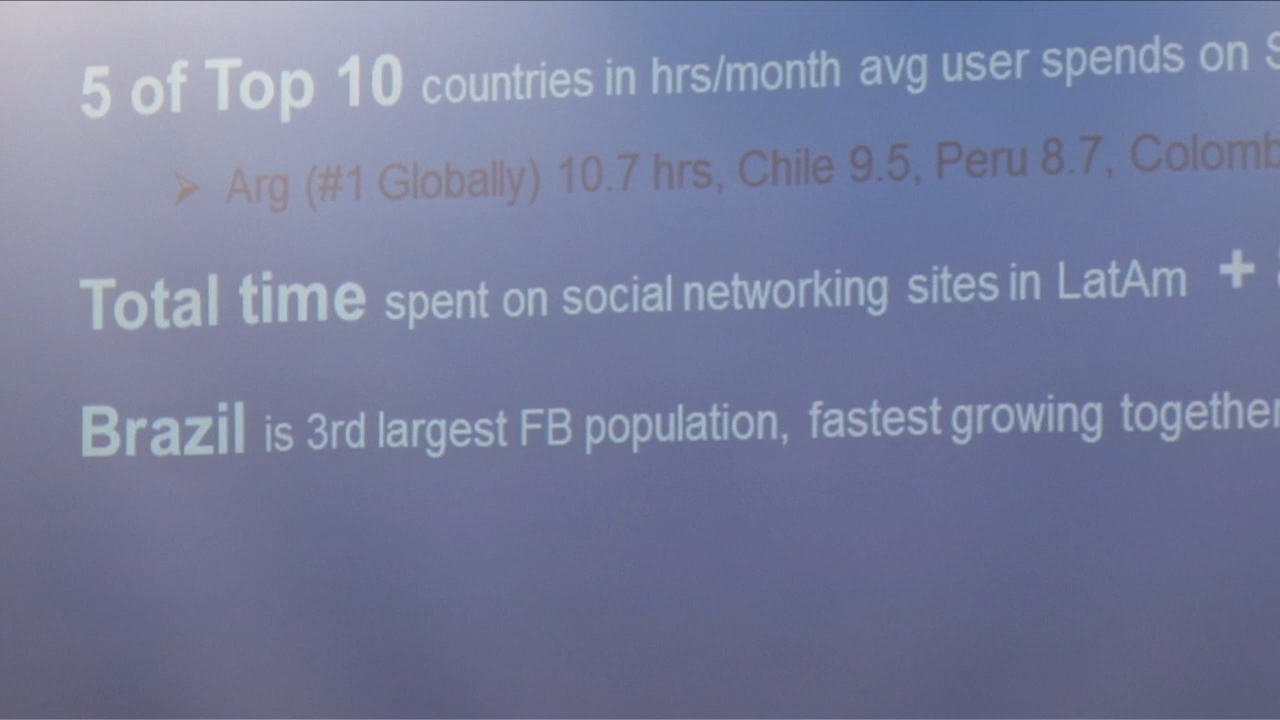 5 of Top 10 countries in hrs/month avg user spends on S
➢ Arg (#1 Globally) 10.7 hrs, Chile 9.5, Peru 8.7, Colomb
Total time spent on social networking sites in LatAm +
Brazil is 3rd largest FB population, fastest growing together